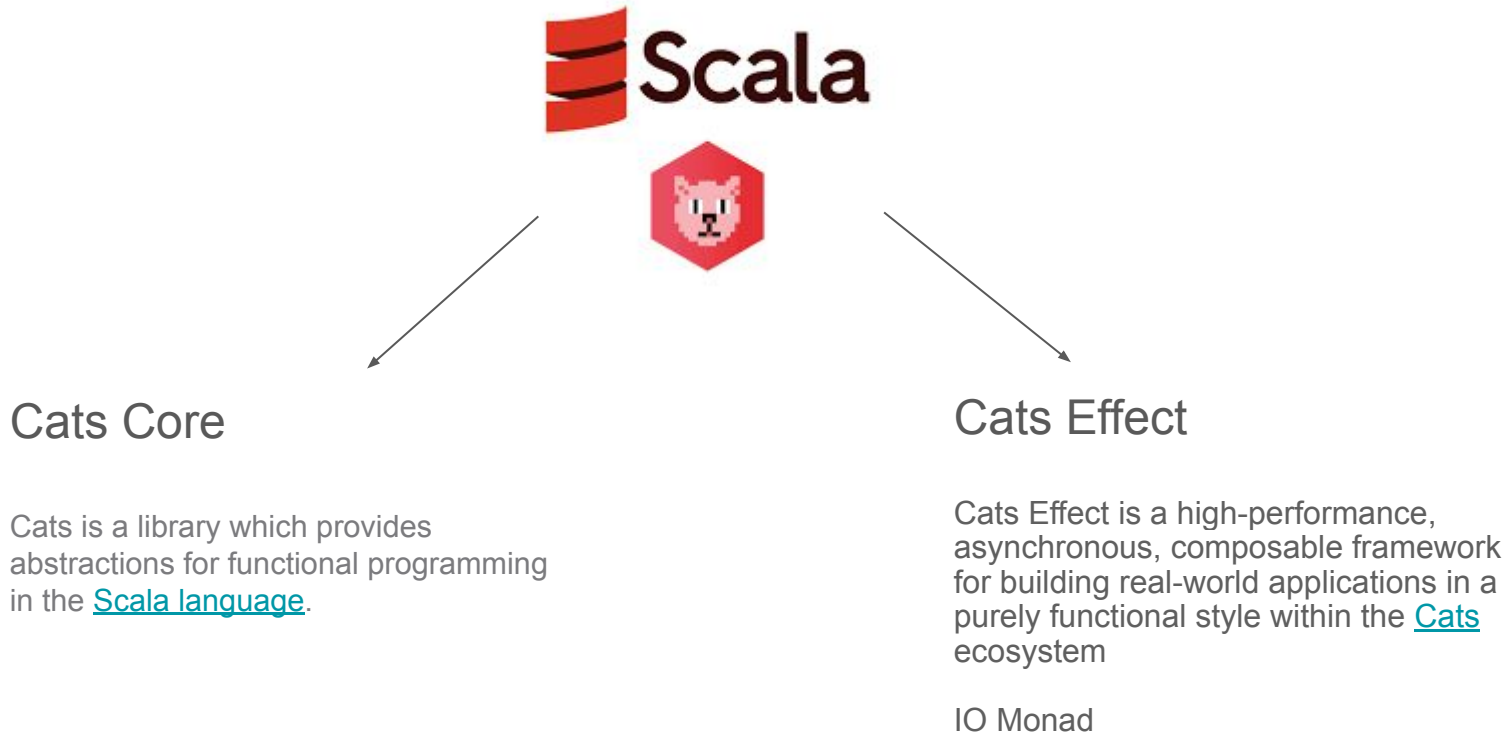 Scala
Cats Core
Cats is a library which provides
abstractions for functional programming
in the Scala language.
Cats Effect
Cats Effect is a high-performance,
asynchronous, composable framework
for building real-world applications in a
purely functional style within the Cats
ecosystem
IO Monad